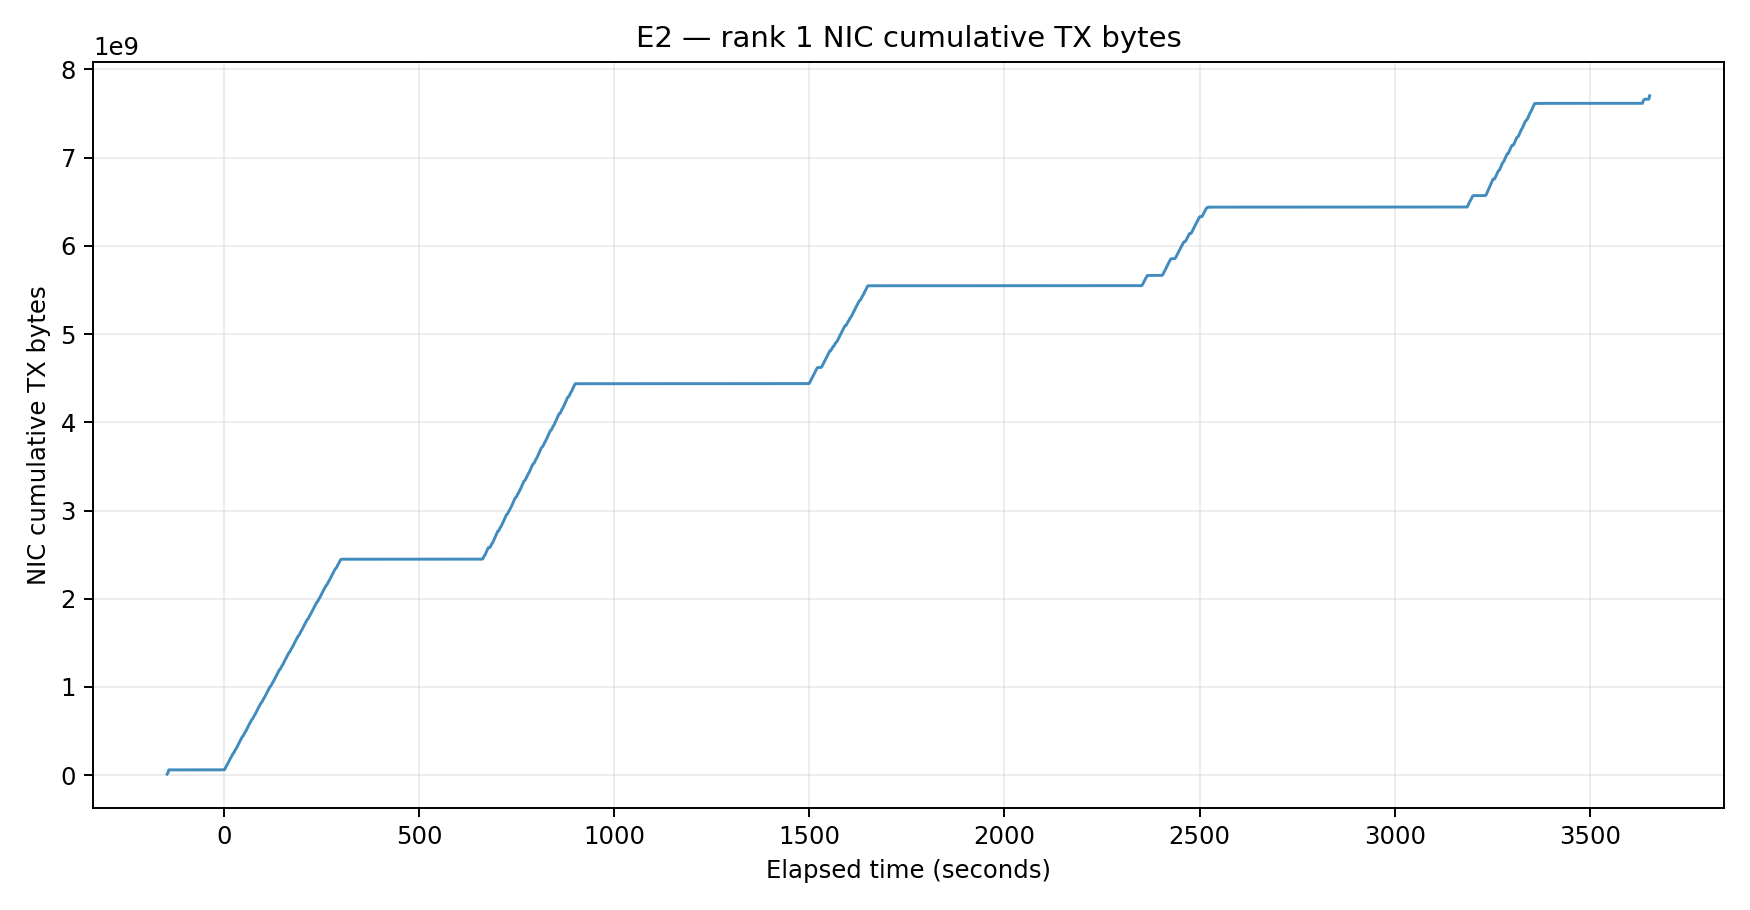 E2 — rank 1 NIC cumulative TX bytes
1e9
8
7
6
5
4
3
2
1
0
NIC cumulative TX bytes
0 500 1000 1500 2000 2500 3000 3500
Elapsed time (seconds)